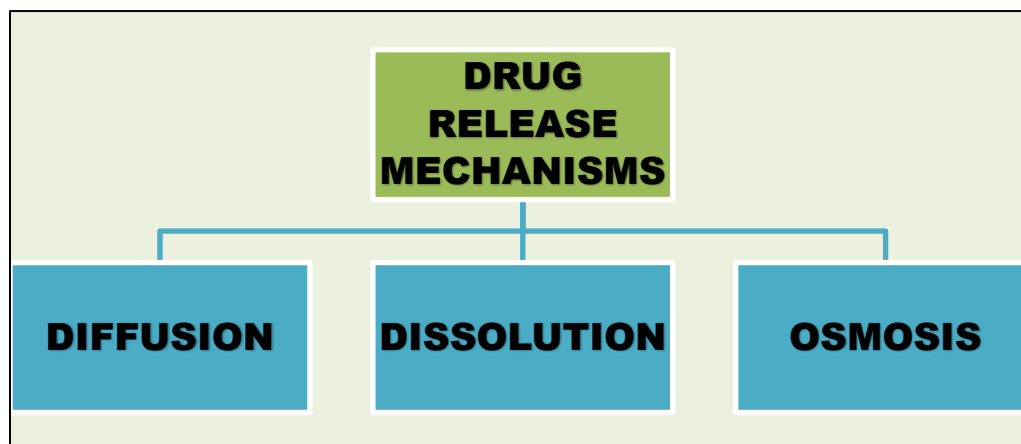 DRUG
RELEASE
MECHANISMS
DIFFUSION
DISSOLUTION
OSMOSIS